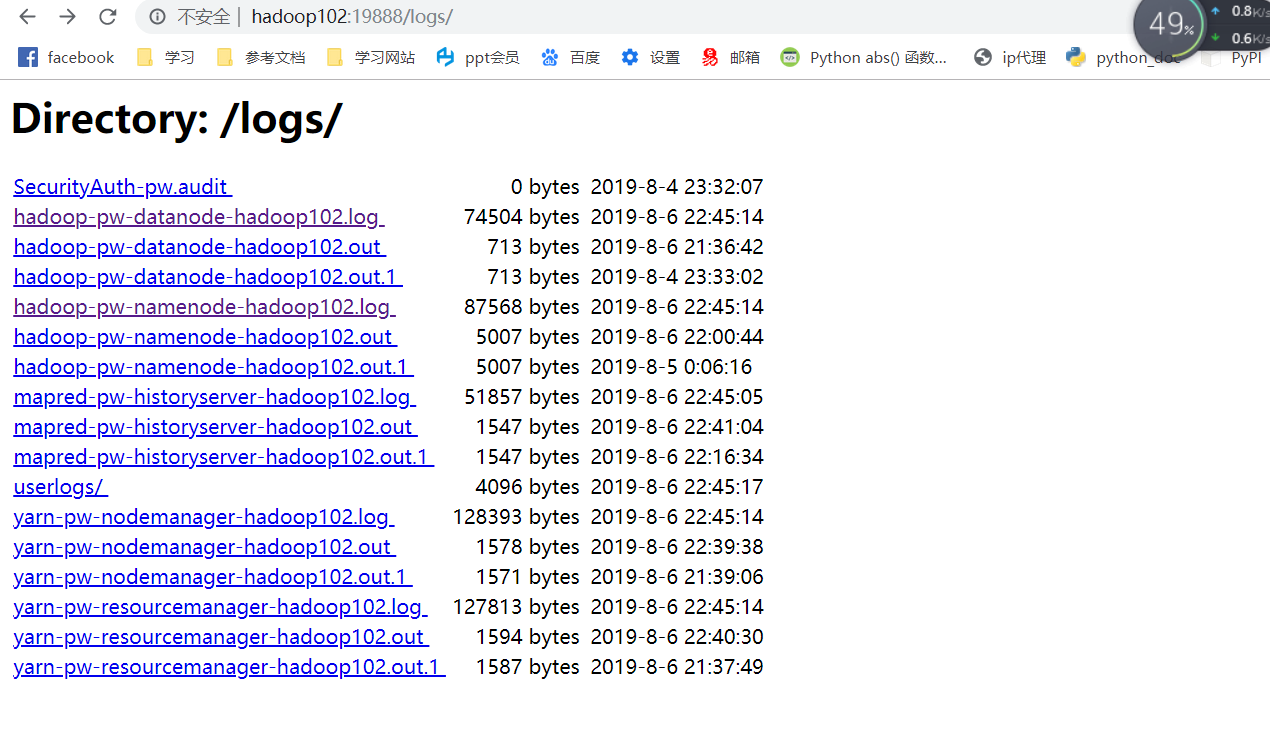 不安全 | hadoop102:19888/logs/
49% 0.8K/s
0.6K/s
facebook 学习 参考文档 学习网站 ppt会员 百度 设置 邮箱 Python abs() 函数... ip代理 python_doc PyPI
Directory: /logs/
SecurityAuth-pw.audit 0 bytes 2019-8-4 23:32:07
hadoop-pw-datanode-hadoop102.log 74504 bytes 2019-8-6 22:45:14
hadoop-pw-datanode-hadoop102.out 713 bytes 2019-8-6 21:36:42
hadoop-pw-datanode-hadoop102.out.1 713 bytes 2019-8-4 23:33:02
hadoop-pw-namenode-hadoop102.log 87568 bytes 2019-8-6 22:45:14
hadoop-pw-namenode-hadoop102.out 5007 bytes 2019-8-6 22:00:44
hadoop-pw-namenode-hadoop102.out.1 5007 bytes 2019-8-5 0:06:16
mapred-pw-historyserver-hadoop102.log 51857 bytes 2019-8-6 22:45:05
mapred-pw-historyserver-hadoop102.out 1547 bytes 2019-8-6 22:41:04
mapred-pw-historyserver-hadoop102.out.1 1547 bytes 2019-8-6 22:16:34
userlogs/ 4096 bytes 2019-8-6 22:45:17
yarn-pw-nodemanager-hadoop102.log 128393 bytes 2019-8-6 22:45:14
yarn-pw-nodemanager-hadoop102.out 1578 bytes 2019-8-6 22:39:38
yarn-pw-nodemanager-hadoop102.out.1 1571 bytes 2019-8-6 21:39:06
yarn-pw-resourcemanager-hadoop102.log 127813 bytes 2019-8-6 22:45:14
yarn-pw-resourcemanager-hadoop102.out 1594 bytes 2019-8-6 22:40:30
yarn-pw-resourcemanager-hadoop102.out.1 1587 bytes 2019-8-6 21:37:49